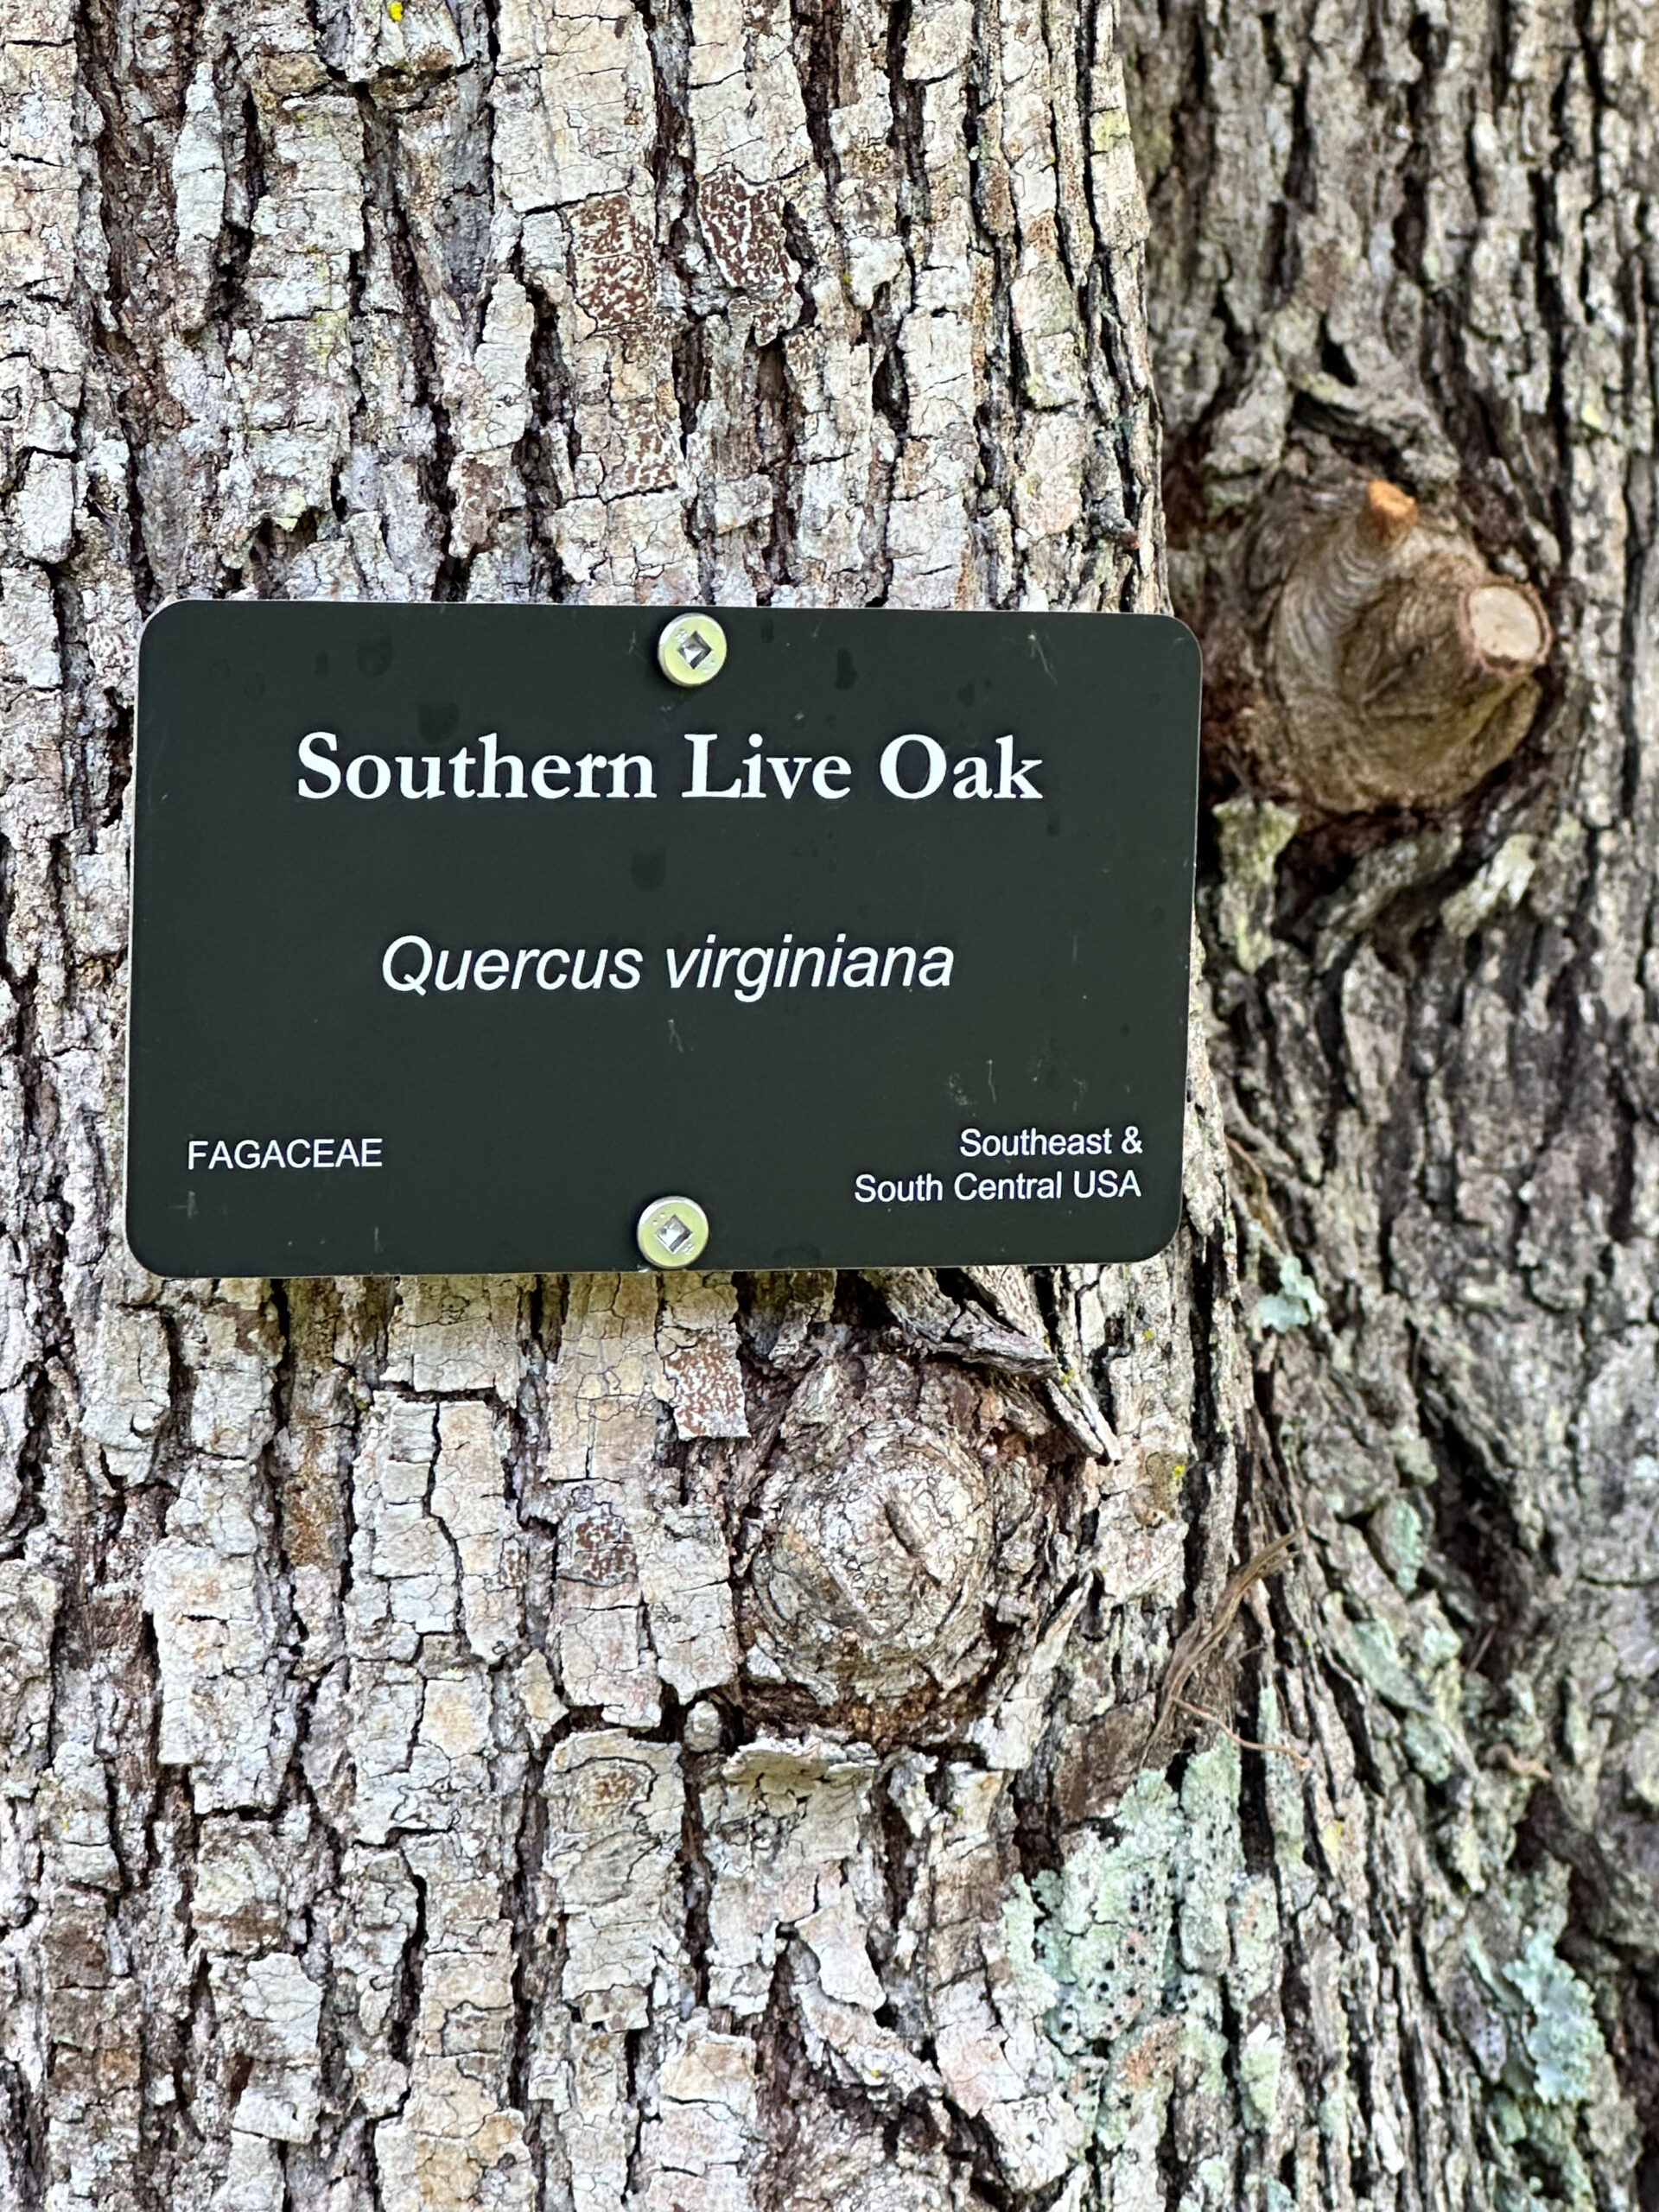 Southern Live Oak
Quercus virginiana
FAGACEAE
Southeast &
South Central USA